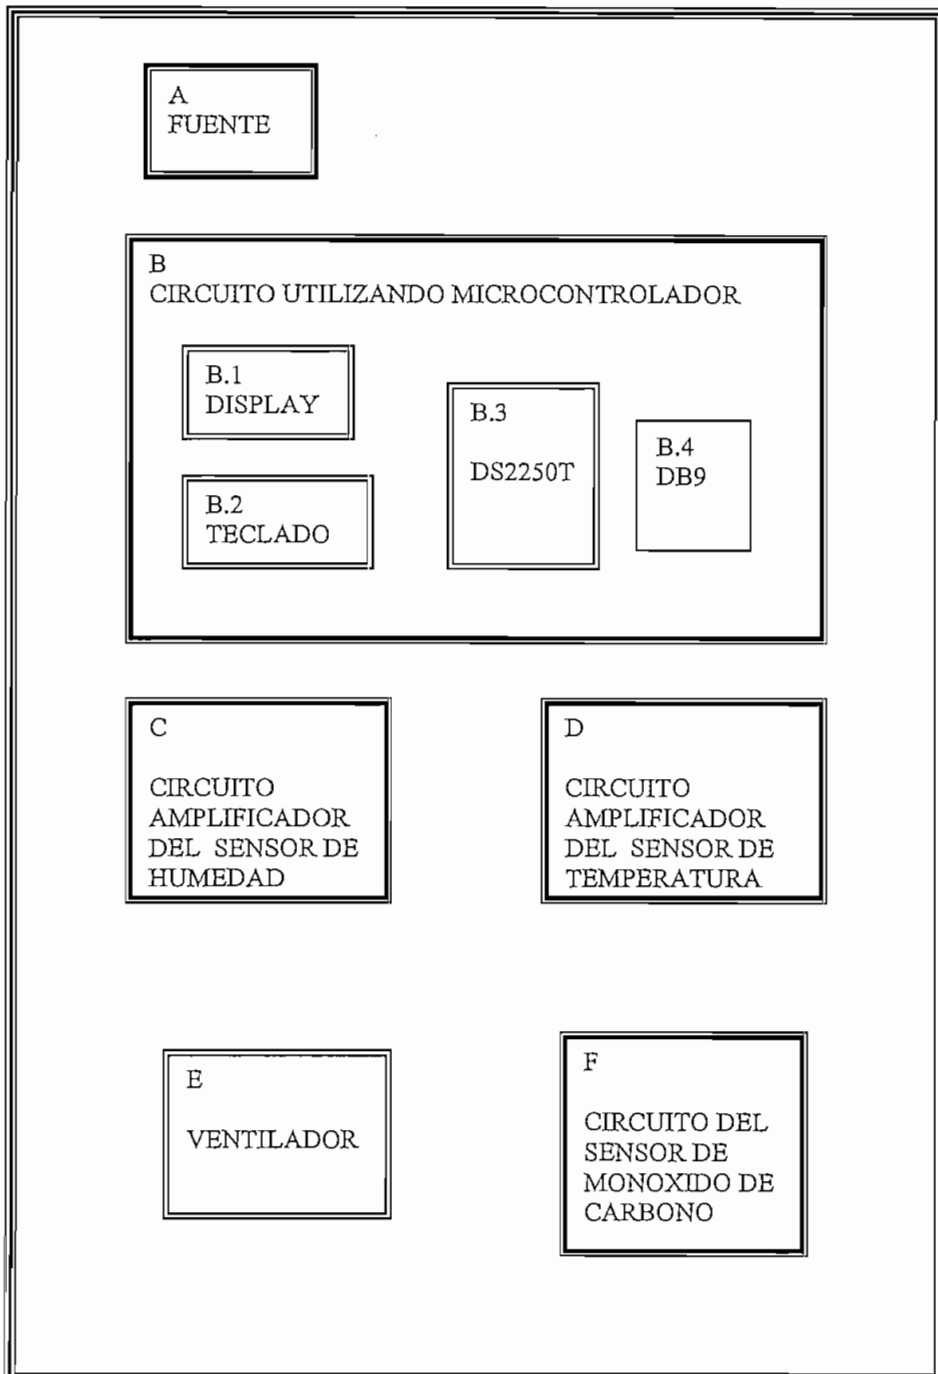 A
FUENTE
B
CIRCUITO UTILIZANDO MICROCONTROLADOR
B.1
DISPLAY
B.2
TECLADO
B.3
DS2250T
B.4
DB9
C
CIRCUITO
AMPLIFICADOR
DEL SENSOR DE
HUMEDAD
D
CIRCUITO
AMPLIFICADOR
DEL SENSOR DE
TEMPERATURA
E
VENTILADOR
F
CIRCUITO DEL
SENSOR DE
MONOXIDO DE
CARBONO